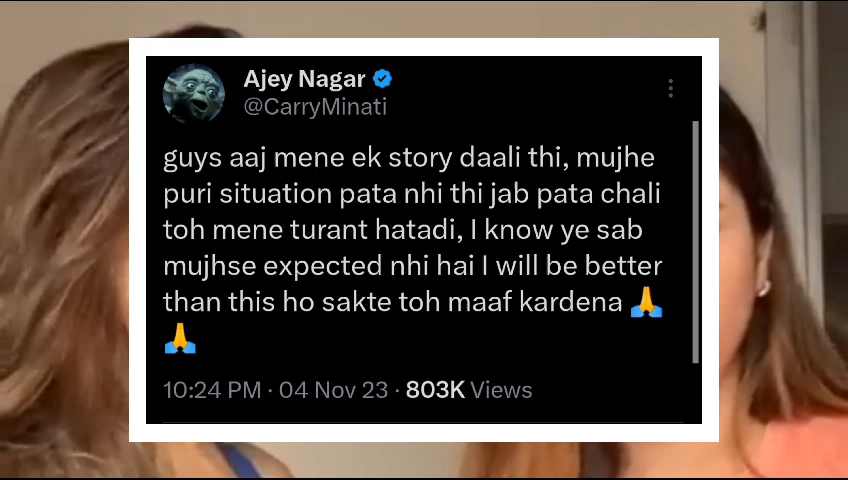 Ajey Nagar
@CarryMinati
guys aaj mene ek story daali thi, mujhe
puri situation pata nhi thi jab pata chali
toh mene turant hatadi, I know ye sab
mujhse expected nhi hai I will be better
than this ho sakte toh maaf kardena 🙏
🙏
10:24 PM · 04 Nov 23 · 803K Views